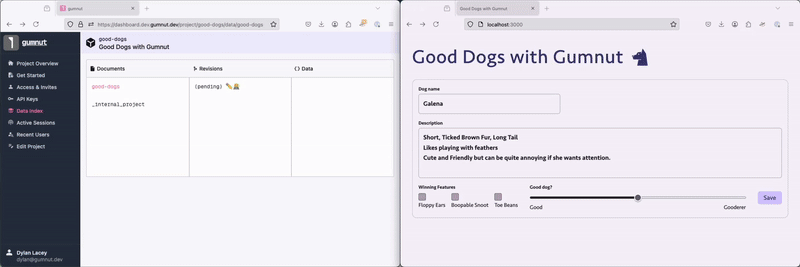 gumnut
https://dashboard.dev.gumnut.dev/project/good-dogs/data/good-dogs
gumnut
Project Overview
Get Started
Access & Invites
API Keys
Data Index
Active Sessions
Recent Users
Edit Project
Dylan Lacey
dylan@gumnut.dev
good-dogs
Good Dogs with Gumnut
Documents
Revisions
{} Data
good-dogs
(pending)
_internal_project
Good Dogs with Gumnut
localhost:3000
Good Dogs with Gumnut
Dog name
Galena
Description
Short, Ticked Brown Fur, Long Tail
Likes playing with feathers
Cute and Friendly but can be quite annoying if she wants attention.
Winning Features
Floppy Ears
Boopable Snoot
Toe Beans
Good dog?
Good
Gooderer
Save